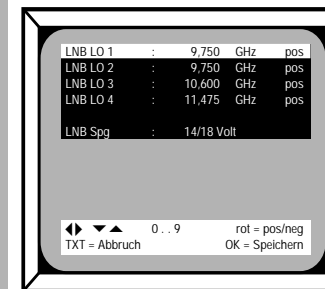 LNB LO 1 : 9,750 GHz pos
LNB LO 2 : 9,750 GHz pos
LNB LO 3 : 10,600 GHz pos
LNB LO 4 : 11,475 GHz pos
LNB Spg : 14/18 Volt
0 . . 9 rot = pos/neg
TXT = Abbruch OK = Speichern